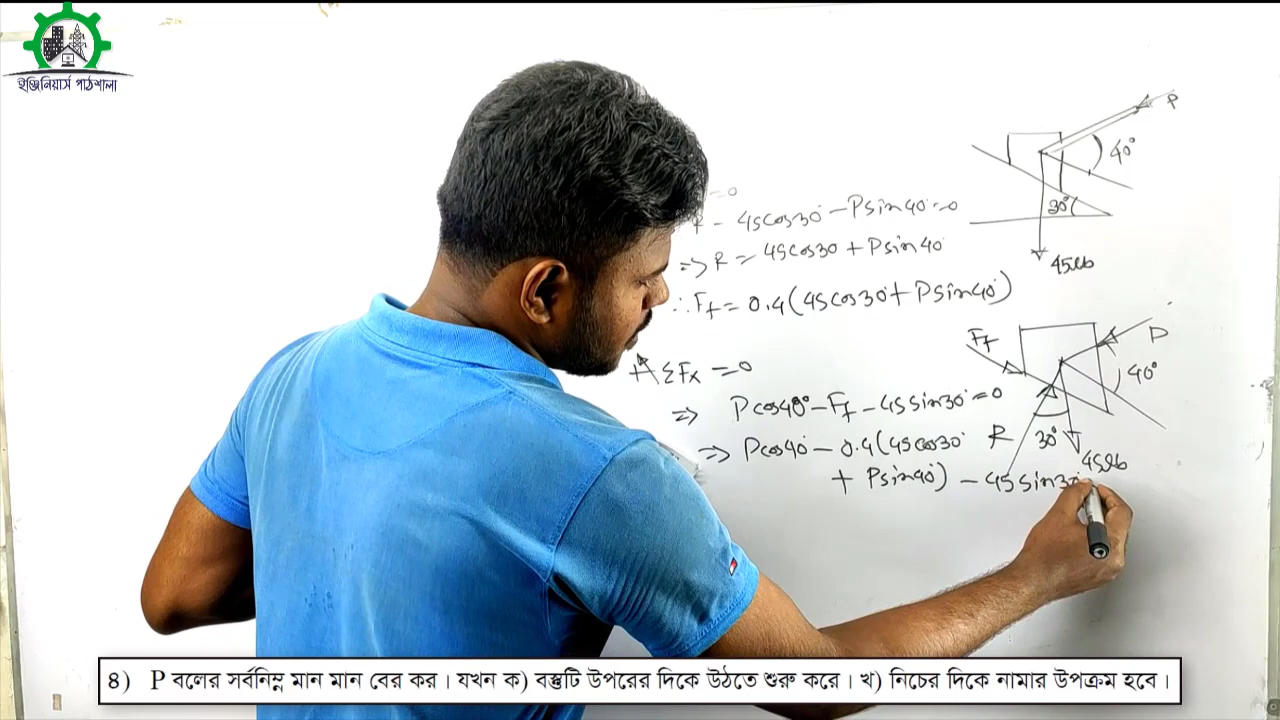 ইঞ্জিনিয়ার্স পাঠশালা
P
40°
30°
45lb
=0
- 45cos30° - Psin40° = 0
=> R = 45cos30 + Psin40
∴ Ff = 0.4(45cos30° + Psin40°)
Ff
P
40°
R
30°
45lb
ΣFx = 0
=> Pcos40° - Ff - 45sin30° = 0
=> Pcos40° - 0.4(45cos30°
+ Psin40°) - 45sin30
৪) P বলের সর্বনিম্ন মান মান বের কর। যখন ক) বস্তুটি উপরের দিকে উঠতে শুরু করে। খ) নিচের দিকে নামার উপক্রম হবে।